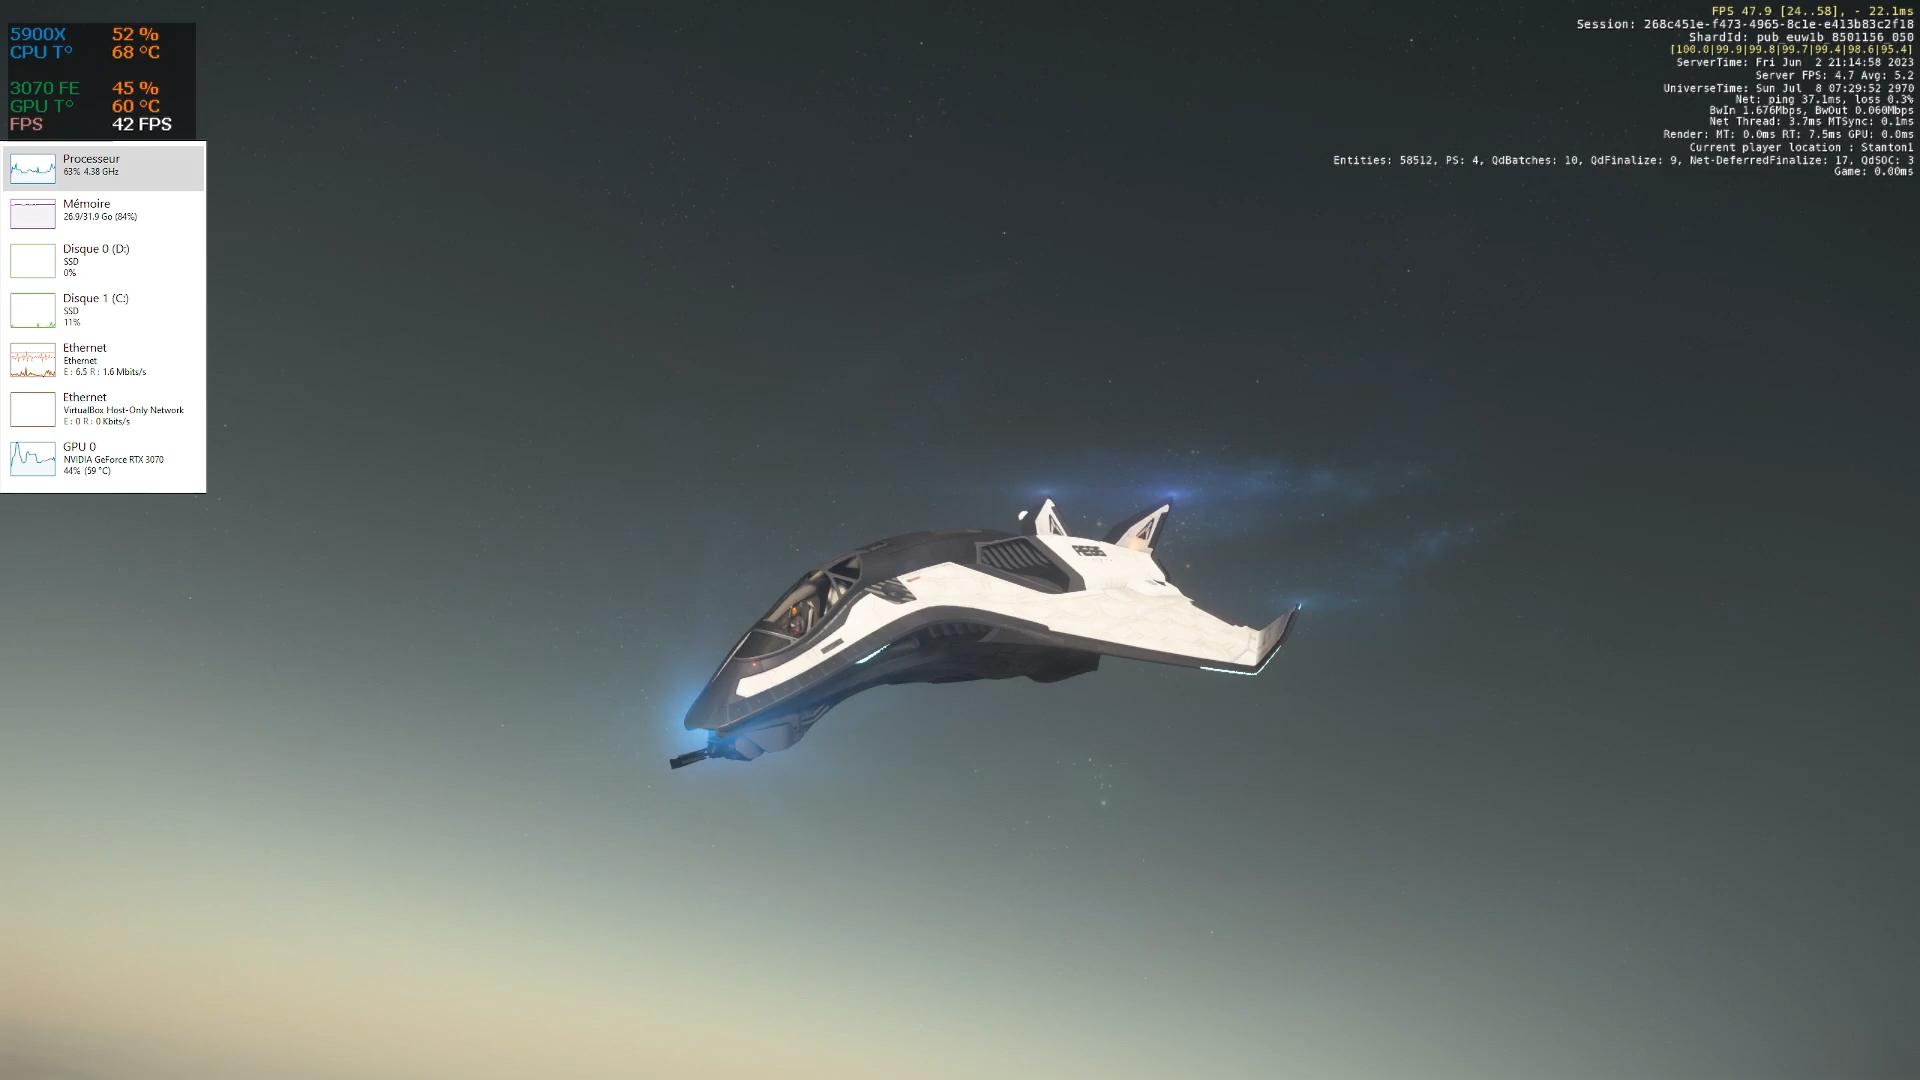 5900X 52 %
CPU T° 68 °C
3070 FE 45 %
GPU T° 60 °C
FPS 42 FPS
Processeur
63% 4.38 GHz
Mémoire
26.9/31.9 Go (84%)
Disque 0 (D:)
SSD
0%
Disque 1 (C:)
SSD
11%
Ethernet
Ethernet
E : 6.5 R : 1.6 Mbits/s
Ethernet
VirtualBox Host-Only Network
E : 0 R : 0 Kbits/s
GPU 0
NVIDIA GeForce RTX 3070
44% (59 °C)
FPS 47.9 [24..58], - 22.1ms
Session: 268c451e-f473-4965-8c1e-e413b83c2f18
ShardId: pub_euw1b_8501156_050
[100.0|99.9|99.8|99.7|99.4|98.6|95.4]
ServerTime: Fri Jun  2 21:14:58 2023
Server FPS: 4.7 Avg: 5.2
UniverseTime: Sun Jul  8 07:29:52 2970
Net: ping 37.1ms, loss 0.3%
BwIn 1.676Mbps, BwOut 0.060Mbps
Net Thread: 3.7ms MTSync: 0.1ms
Render: MT: 0.0ms RT: 7.5ms GPU: 0.0ms
Current player location : Stanton1
Entities: 58512, PS: 4, QdBatches: 10, QdFinalize: 9, Net-DeferredFinalize: 17, QdSOC: 3
Game: 0.00ms